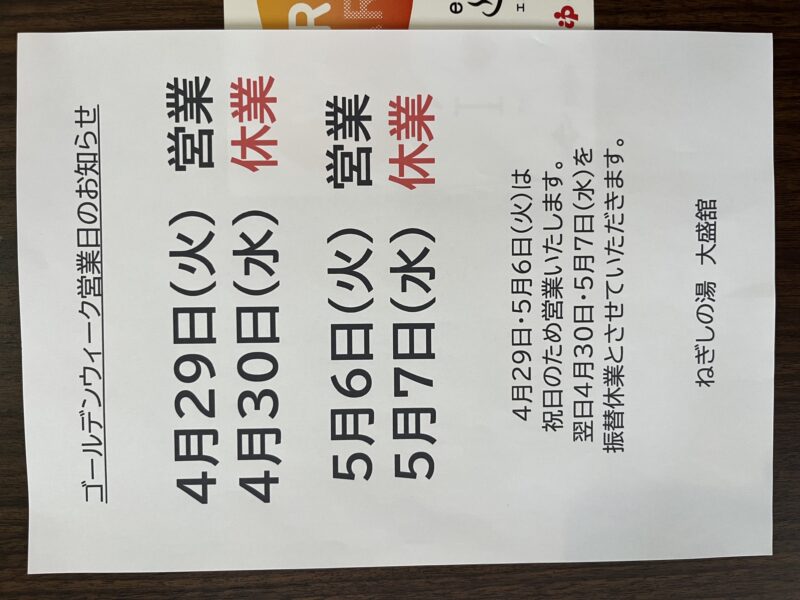 ゴールデンウィーク営業日のお知らせ
4月29日(火) 営業
4月30日(水) 休業
5月6日(火) 営業
5月7日(水) 休業
4月29日・5月6日(火)は
祝日のため営業いたします。
翌日4月30日・5月7日(水)を
振替休業とさせていただきます。
ねぎしの湯 大盛舘